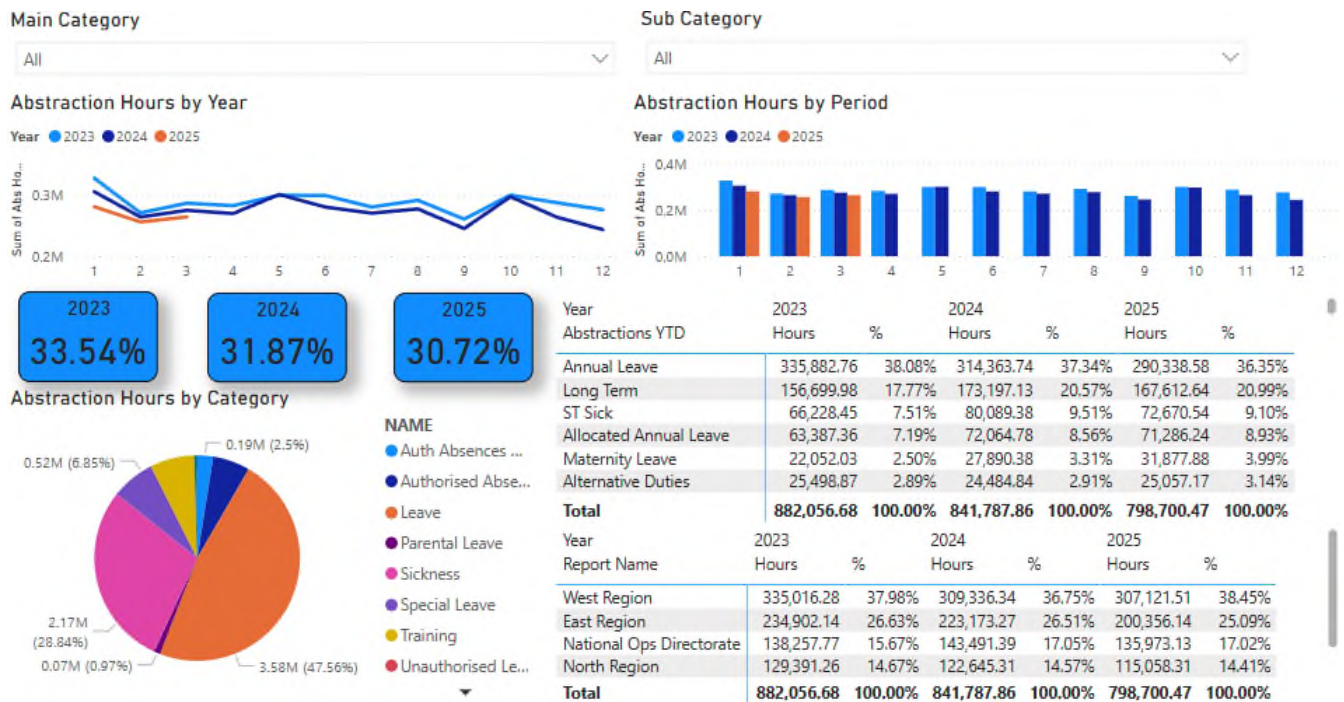 Main Category
Sub Category
All
All
Abstraction Hours by Year
Abstraction Hours by Period
Year 2023 2024 2025
Year 2023 2024 2025
Sum of Abs Ho...
0.3M
0.2M
1 2 3 4 5 6 7 8 9 10 11 12
Sum of Abs Ho...
0.4M
0.2M
0.0M
1 2 3 4 5 6 7 8 9 10 11 12
2023
33.54%
2024
31.87%
2025
30.72%
Abstraction Hours by Category
0.19M (2.5%)
0.52M (6.85%)
2.17M
(28.84%)
0.07M (0.97%)
3.58M (47.56%)
NAME
Auth Absences ...
Authorised Abse...
Leave
Parental Leave
Sickness
Special Leave
Training
Unauthorised Le...
Year 2023 2024 2025
Abstractions YTD Hours % Hours % Hours %
Annual Leave 335,882.76 38.08% 314,363.74 37.34% 290,338.58 36.35%
Long Term 156,699.98 17.77% 173,197.13 20.57% 167,612.64 20.99%
ST Sick 66,228.45 7.51% 80,089.38 9.51% 72,670.54 9.10%
Allocated Annual Leave 63,387.36 7.19% 72,064.78 8.56% 71,286.24 8.93%
Maternity Leave 22,052.03 2.50% 27,890.38 3.31% 31,877.88 3.99%
Alternative Duties 25,498.87 2.89% 24,484.84 2.91% 25,057.17 3.14%
Total 882,056.68 100.00% 841,787.86 100.00% 798,700.47 100.00%
Year 2023 2024 2025
Report Name Hours % Hours % Hours %
West Region 335,016.28 37.98% 309,336.34 36.75% 307,121.51 38.45%
East Region 234,902.14 26.63% 223,173.27 26.51% 200,356.14 25.09%
National Ops Directorate 138,257.77 15.67% 143,491.39 17.05% 135,973.13 17.02%
North Region 129,391.26 14.67% 122,645.31 14.57% 115,058.31 14.41%
Total 882,056.68 100.00% 841,787.86 100.00% 798,700.47 100.00%